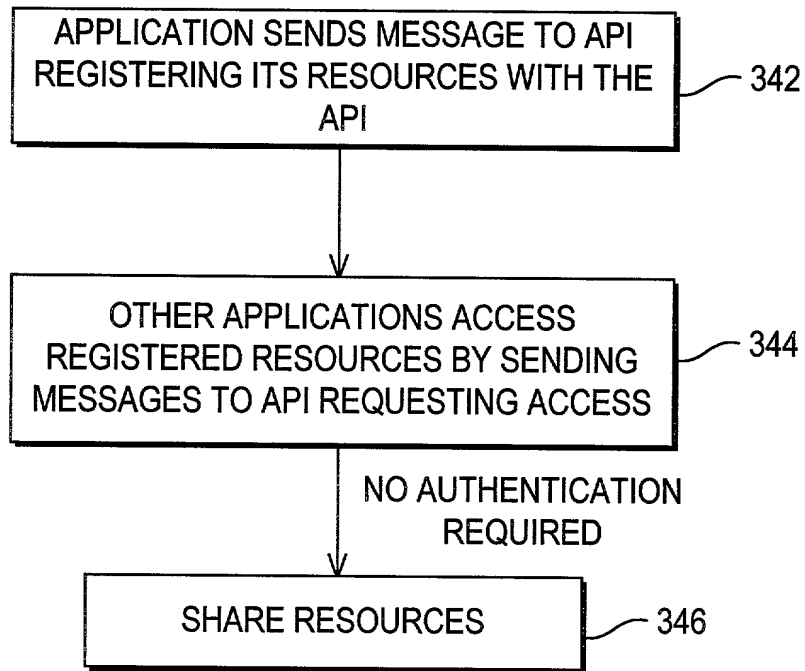 APPLICATION SENDS MESSAGE TO API
REGISTERING ITS RESOURCES WITH THE
API
342
OTHER APPLICATIONS ACCESS
REGISTERED RESOURCES BY SENDING
MESSAGES TO API REQUESTING ACCESS
344
NO AUTHENTICATION
REQUIRED
SHARE RESOURCES
346